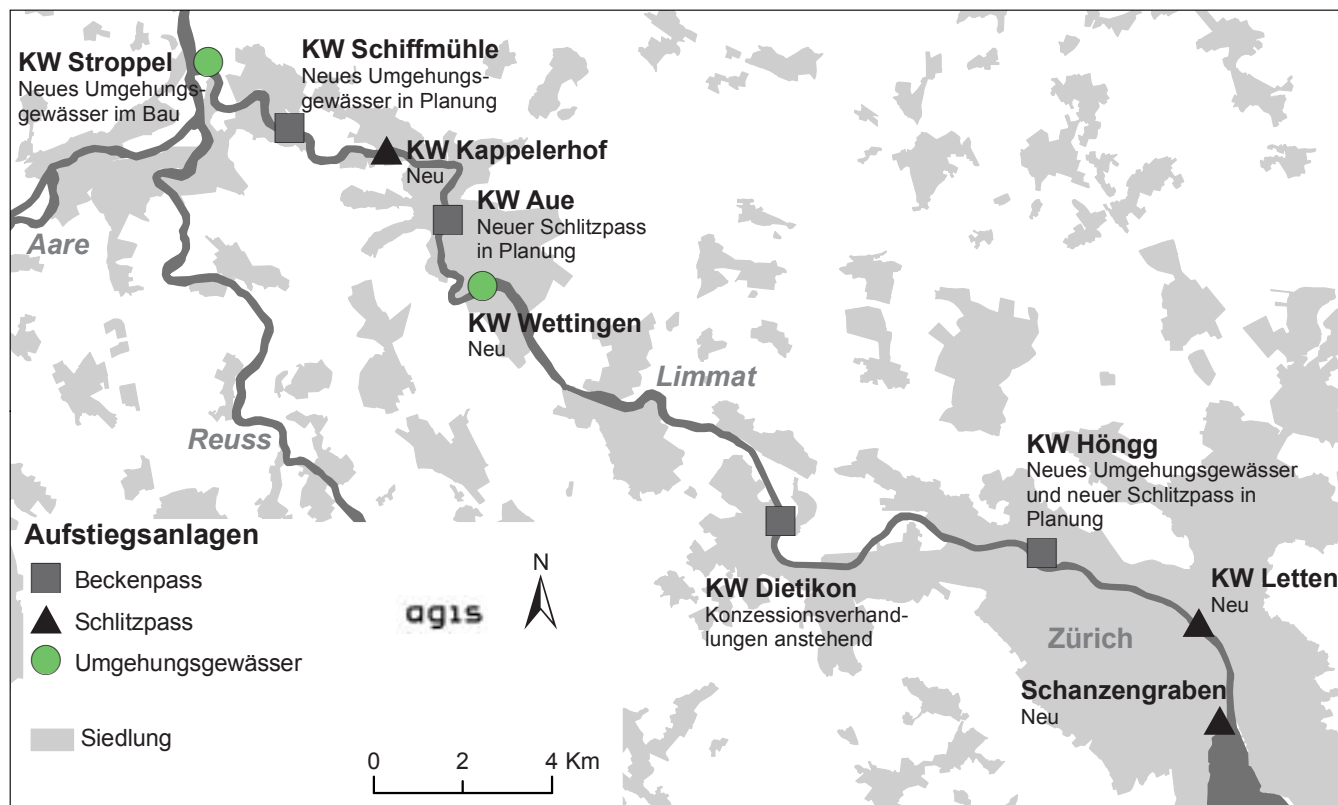 KW Stroppel
Neues Umgehungs-
gewässer im Bau
KW Schiffmühle
Neues Umgehungs-
gewässer in Planung
KW Kappelerhof
Neu
KW Aue
Neuer Schlitzpass
in Planung
Aare
KW Wettingen
Neu
Limmat
Reuss
KW Höngg
Neues Umgehungsgewässer
und neuer Schlitzpass in
Planung
Aufstiegsanlagen
Beckenpass
Schlitzpass
Umgehungsgewässer
Siedlung
agis
N
0 2 4 Km
KW Dietikon
Konzessionsverhand-
lungen anstehend
KW Letten
Neu
Zürich
Schanzengraben
Neu